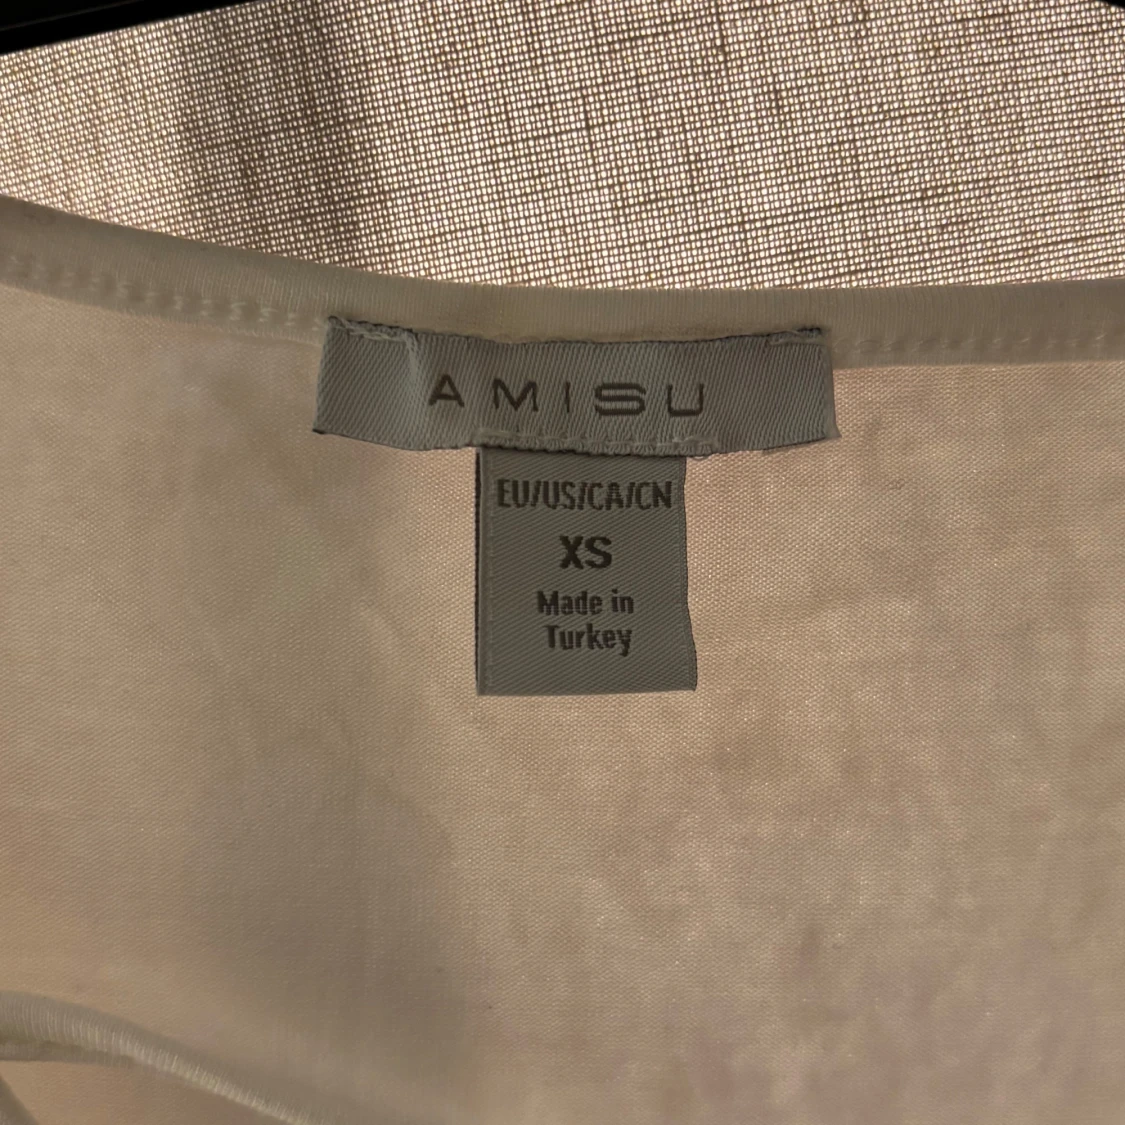 AMISU
EU/US/CA/CN
XS
Made in
Turkey